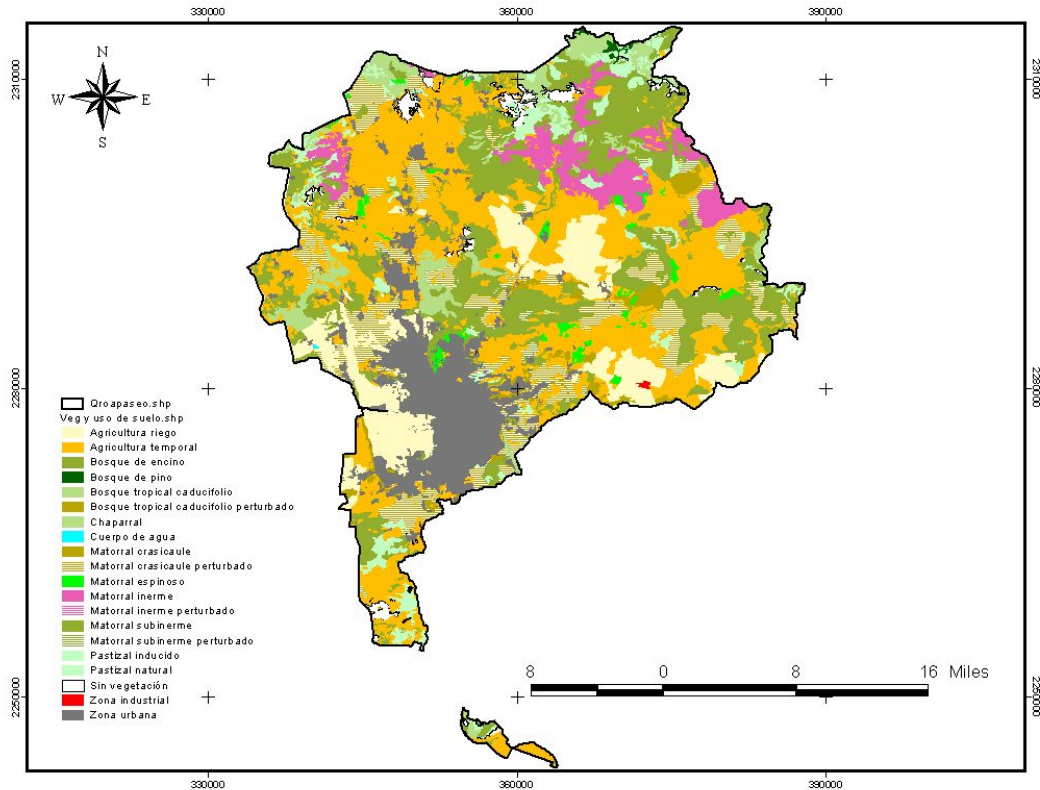 330000 360000 390000
N
W E
S
2310000 2310000
2280000 2280000
Qroapaseo.shp
Veg y uso de suelo.shp
Agricultura riego
Agricultura temporal
Bosque de encino
Bosque de pino
Bosque tropical caducifolio
Bosque tropical caducifolio perturbado
Chaparral
Cuerpo de agua
Matorral crasicaule
Matorral crasicaule perturbado
Matorral espinoso
Matorral inerme
Matorral inerme perturbado
Matorral subinerme
Matorral subinerme perturbado
Pastizal inducido
Pastizal natural
Sin vegetación
Zona industrial
Zona urbana
8 0 8 16 Miles
2250000 2250000
330000 360000 390000